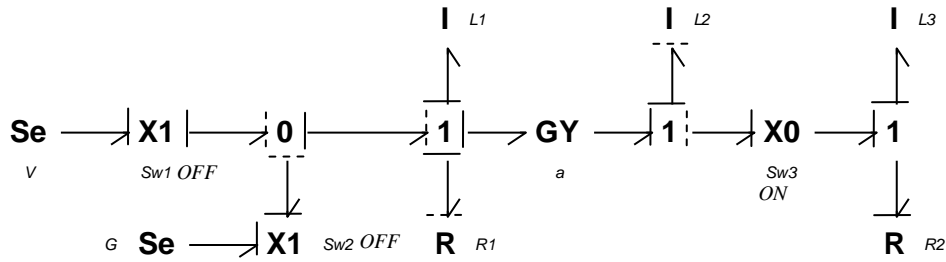 I L1 I L2 I L3
Se X1 0 1 GY 1 X0 1
V Sw1 OFF a Sw3
ON
G Se X1 Sw2 OFF R R1 R R2